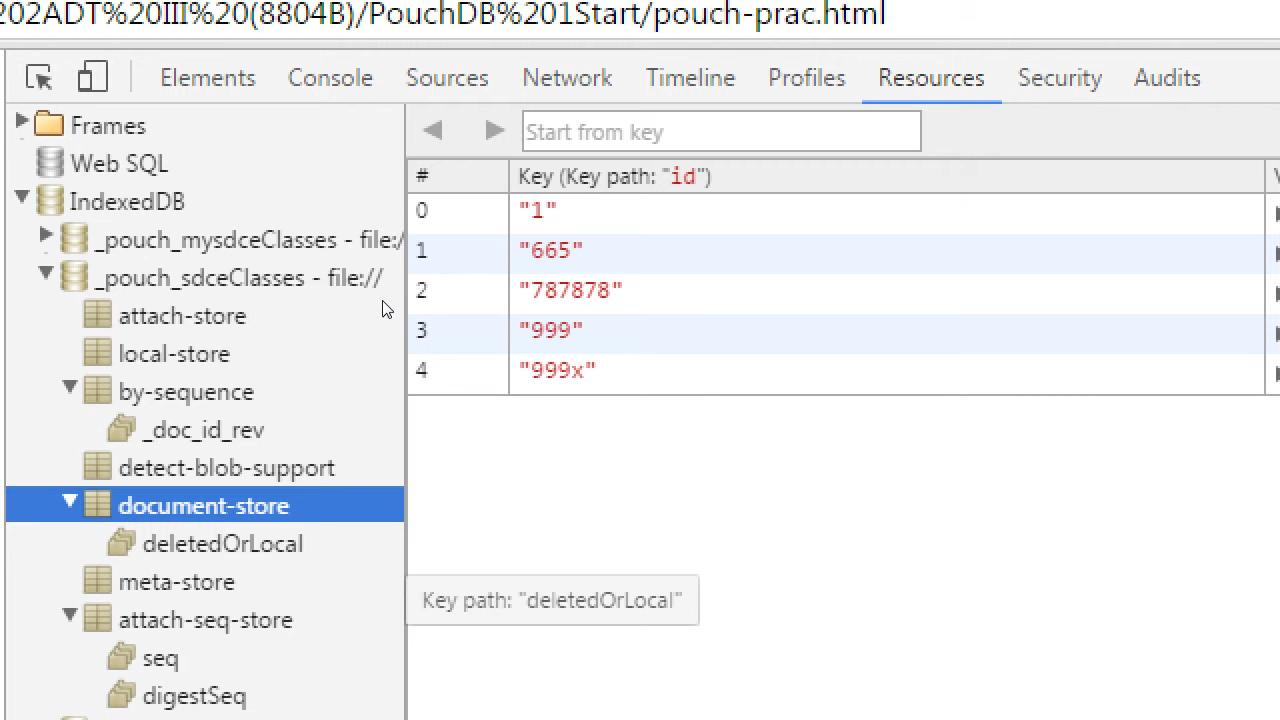 202ADT%20III%20(8804B)/PouchDB%201Start/pouch-prac.html
Elements Console Sources Network Timeline Profiles Resources Security Audits
Frames
Web SQL
IndexedDB
_pouch_mysdceClasses - file:/
_pouch_sdceClasses - file://
attach-store
local-store
by-sequence
_doc_id_rev
detect-blob-support
document-store
deletedOrLocal
meta-store
attach-seq-store
seq
digestSeq
Start from key
# Key (Key path: "id")
0 "1"
1 "665"
2 "787878"
3 "999"
4 "999x"
Key path: "deletedOrLocal"